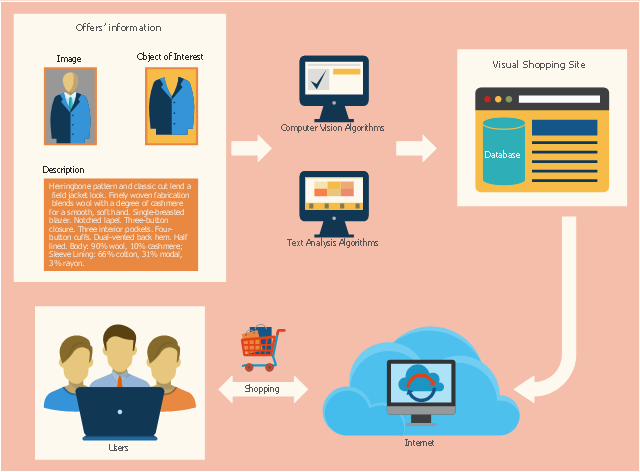 Offers' information
Image
Object of Interest
Description
Herringbone pattern and classic cut lend a
field jacket look. Finely woven fabrication
blends wool with a degree of cashmere
for a smooth, soft hand. Single-breasted
blazer. Notched lapel. Three-button
closure. Three interior pockets. Four-
button cuffs. Dual-vented back hem. Half
lined. Body: 90% wool, 10% cashmere;
Sleeve Lining: 66% cotton, 31% modal,
3% rayon.
Computer Vision Algorithms
Text Analysis Algorithms
Visual Shopping Site
Database
Users
Shopping
Internet